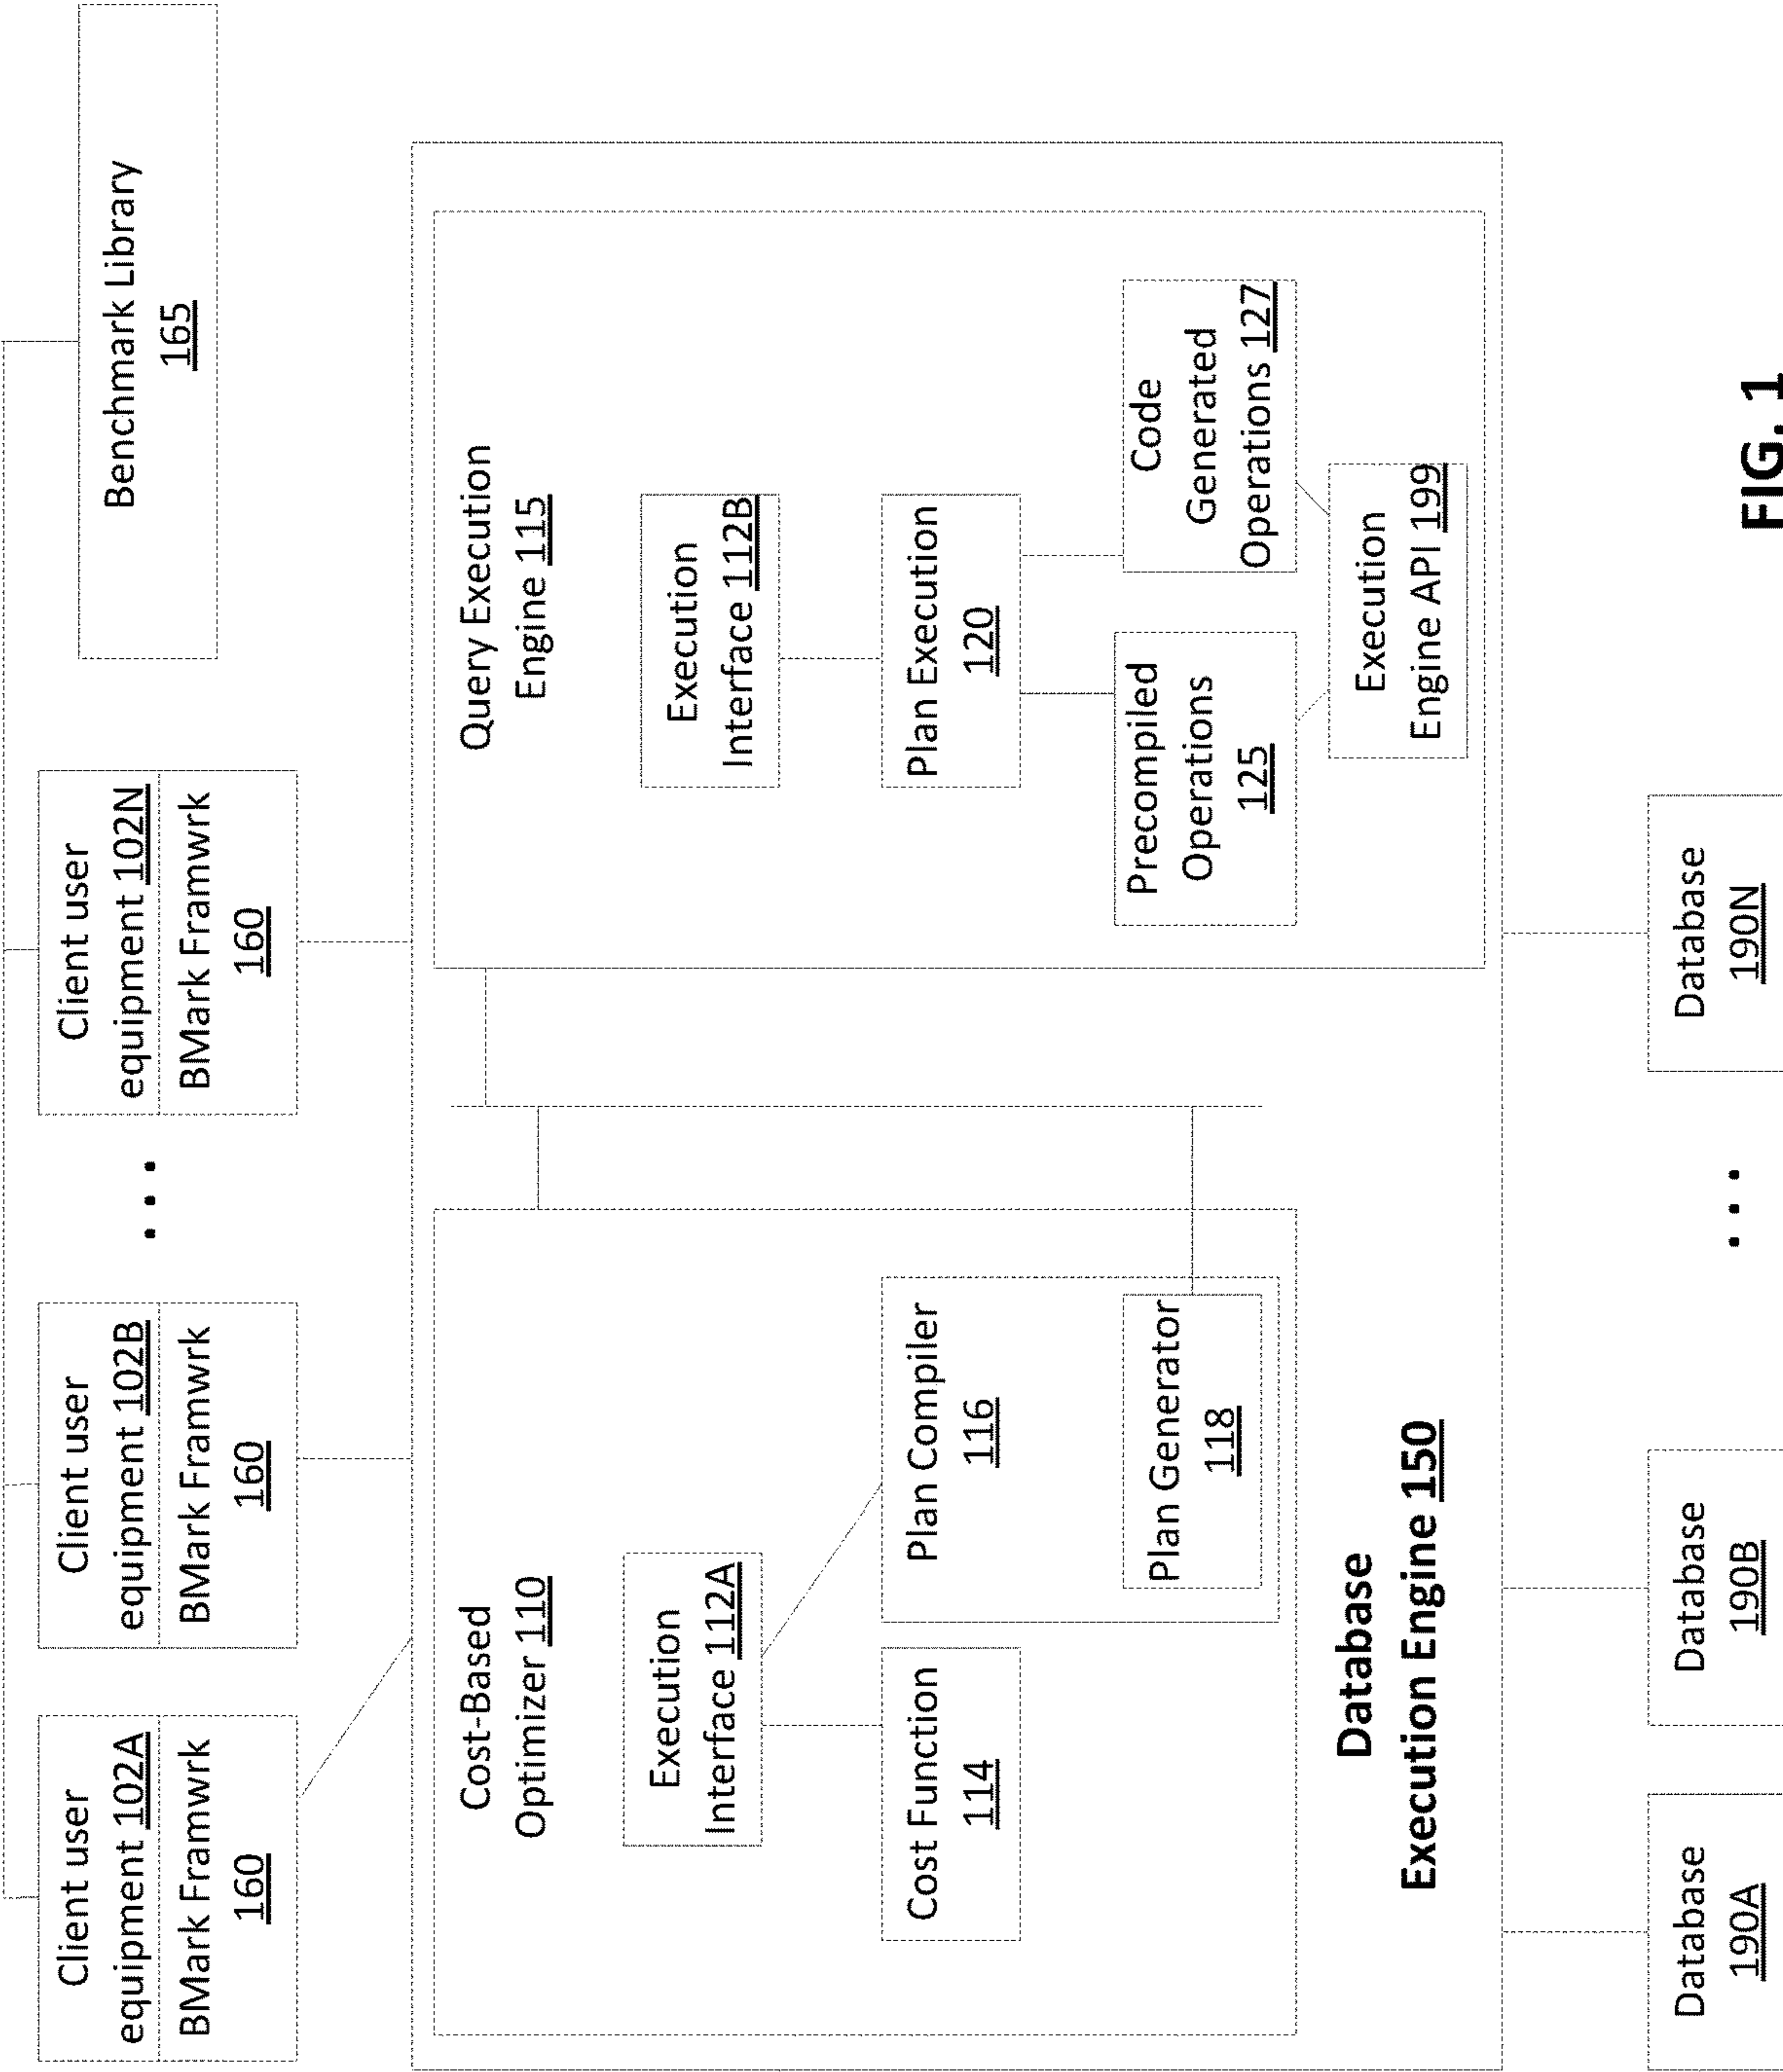 Benchmark Library
165
Client user
equipment 102A
BMark Framwrk
160
Client user
equipment 102B
BMark Framwrk
160
...
Client user
equipment 102N
BMark Framwrk
160
Cost-Based
Optimizer 110
Execution
Interface 112A
Cost Function
114
Plan Compiler
116
Plan Generator
118
Query Execution
Engine 115
Execution
Interface 112B
Plan Execution
120
Precompiled
Operations
125
Code
Generated
Operations 127
Execution
Engine API 199
Database
Execution Engine 150
Database
190A
Database
190B
...
Database
190N
FIG. 1